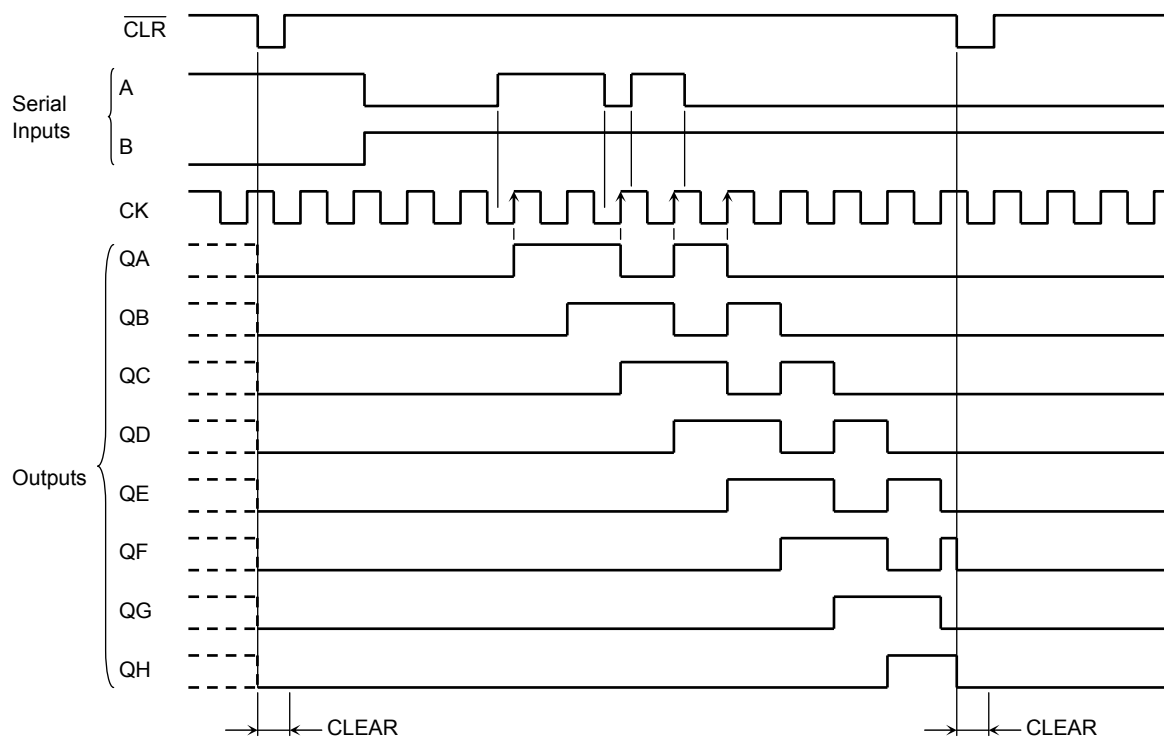 CLR
A
Serial
Inputs
B
CK
QA
QB
QC
QD
QE
Outputs
QF
QG
QH
CLEAR CLEAR